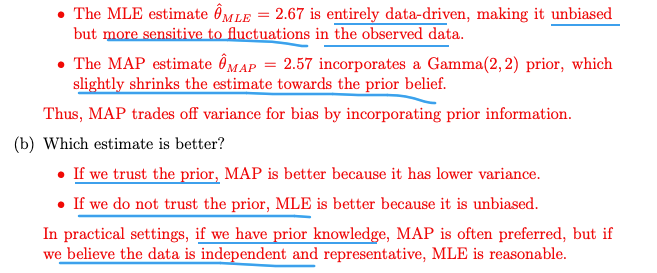 • The MLE estimate θ̂MLE = 2.67 is entirely data-driven, making it unbiased
but more sensitive to fluctuations in the observed data.
• The MAP estimate θ̂MAP = 2.57 incorporates a Gamma(2, 2) prior, which
slightly shrinks the estimate towards the prior belief.
Thus, MAP trades off variance for bias by incorporating prior information.
(b) Which estimate is better?
• If we trust the prior, MAP is better because it has lower variance.
• If we do not trust the prior, MLE is better because it is unbiased.
In practical settings, if we have prior knowledge, MAP is often preferred, but if
we believe the data is independent and representative, MLE is reasonable.